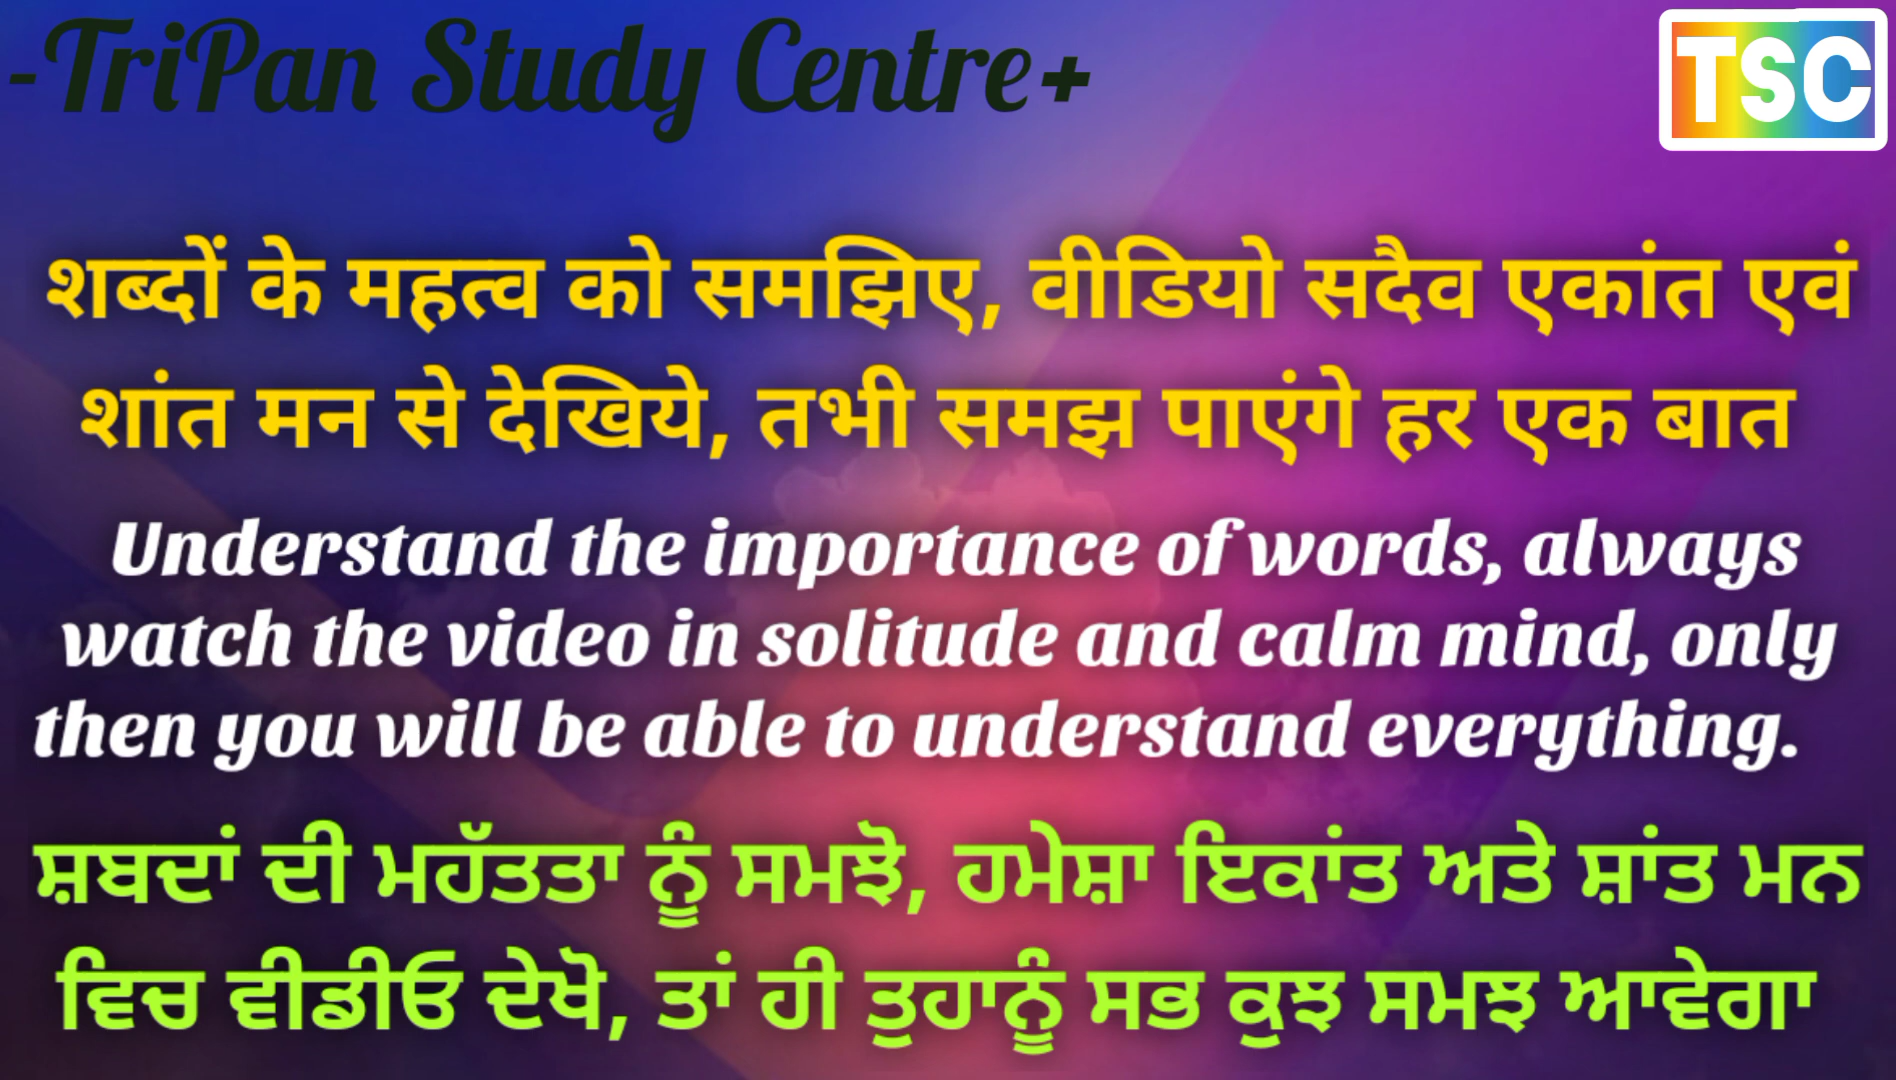 -TriPan Study Centre+
TSC
शब्दों के महत्व को समझिए, वीडियो सदैव एकांत एवं
शांत मन से देखिये, तभी समझ पाएंगे हर एक बात
Understand the importance of words, always
watch the video in solitude and calm mind, only
then you will be able to understand everything.
ਸ਼ਬਦਾਂ ਦੀ ਮਹੱਤਤਾ ਨੂੰ ਸਮਝੋ, ਹਮੇਸ਼ਾ ਇਕਾਂਤ ਅਤੇ ਸ਼ਾਂਤ ਮਨ
ਵਿਚ ਵੀਡੀਓ ਦੇਖੋ, ਤਾਂ ਹੀ ਤੁਹਾਨੂੰ ਸਭ ਕੁਝ ਸਮਝ ਆਵੇਗਾ